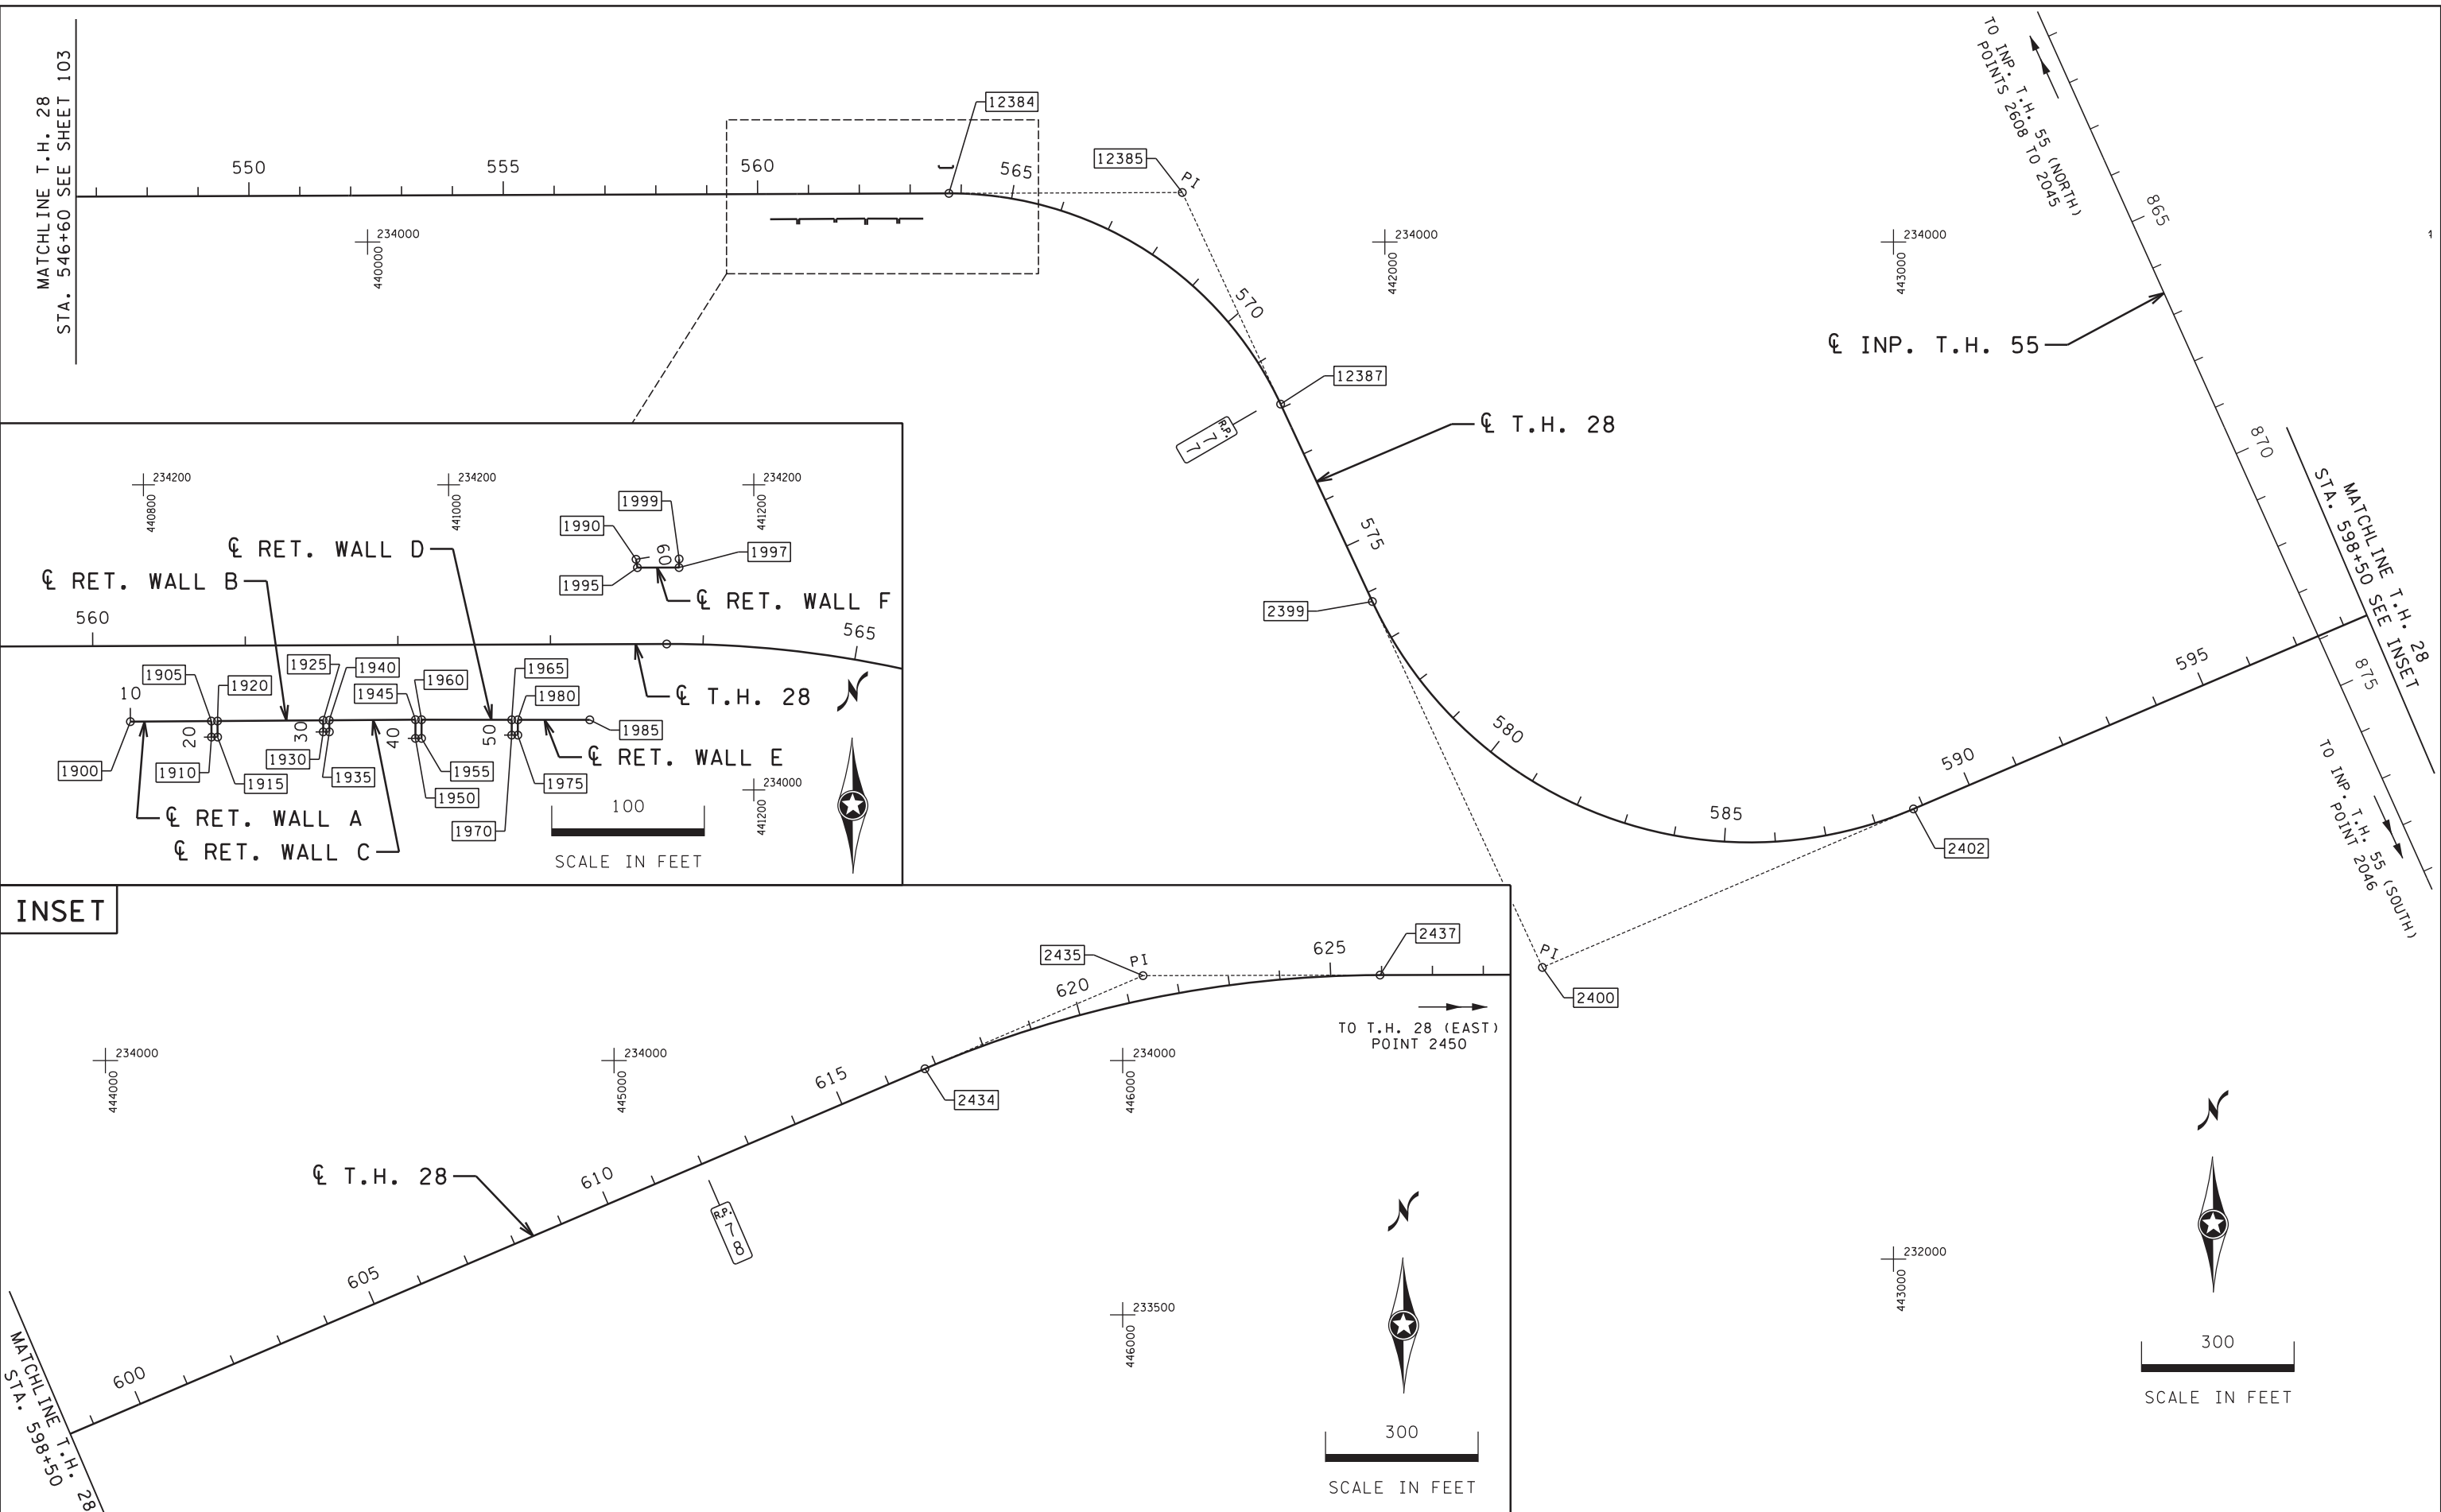 MATCHLINE T.H. 28
STA. 546+60 SEE SHEET 103
550
555
560
565
12384
12385
PI
570
12387
R.P.
77
℄ T.H. 28
575
2399
580
585
590
595
2402
PI
2400
234000
440000
234000
442000
234000
443000
232000
443000
TO INP. T.H. 55 (NORTH)
POINTS 2608 TO 2045
865
℄ INP. T.H. 55
870
875
MATCHLINE T.H. 28
STA. 598+50 SEE INSET
TO INP. T.H. 55 (SOUTH)
POINT 2046
N
300
SCALE IN FEET
234200
440800
234200
441000
234200
441200
1999
1990
60
1997
1995
℄ RET. WALL D
℄ RET. WALL B
℄ RET. WALL F
560
565
1905
1920
1925
1940
1945
1960
1965
1980
10
20
30
40
50
℄ T.H. 28
1985
1900
1910
1915
1930
1935
1955
1950
1975
1970
℄ RET. WALL E
℄ RET. WALL A
℄ RET. WALL C
234000
441200
100
SCALE IN FEET
N
INSET
2435
PI
2437
625
620
TO T.H. 28 (EAST)
POINT 2450
234000
444000
234000
445000
234000
446000
615
2434
610
℄ T.H. 28
R.P.
78
605
600
233500
446000
MATCHLINE T.H. 28
STA. 598+50
N
300
SCALE IN FEET